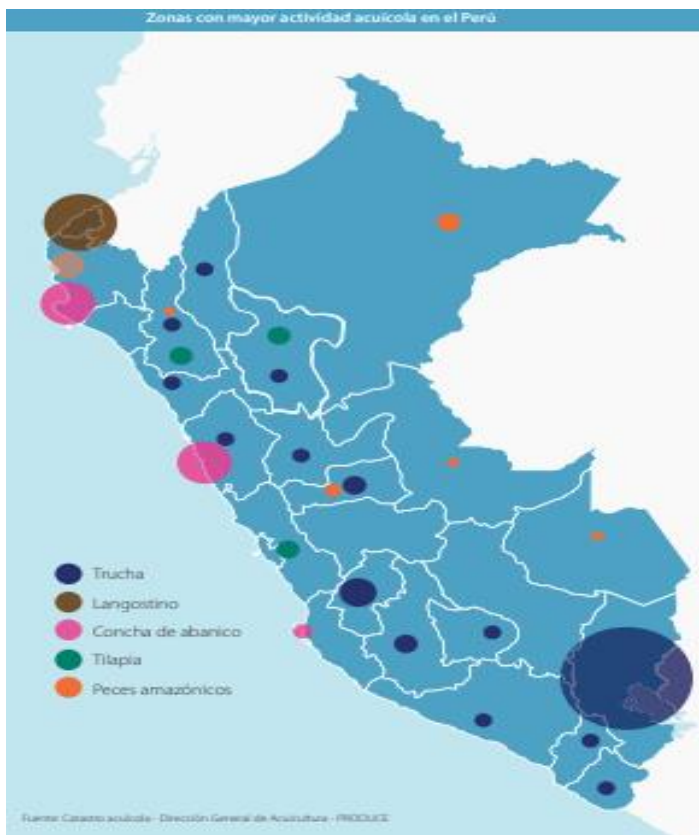 Zonas con mayor actividad acuícola en el Perú
Trucha
Langostino
Concha de abanico
Tilapia
Peces amazónicos
Fuente: Catastro acuícola - Dirección General de Acuicultura - PRODUCE